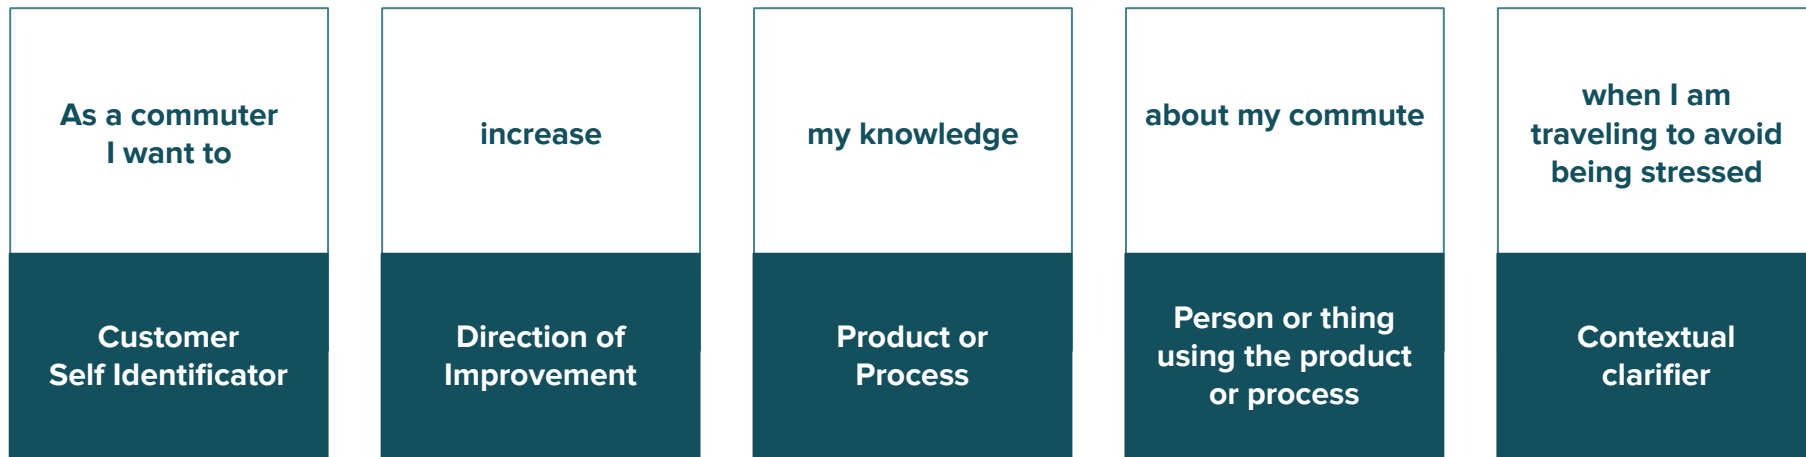 As a commuter
I want to
increase
my knowledge
about my commute
when I am
traveling to avoid
being stressed
Customer
Self Identificator
Direction of
Improvement
Product or
Process
Person or thing
using the product
or process
Contextual
clarifier